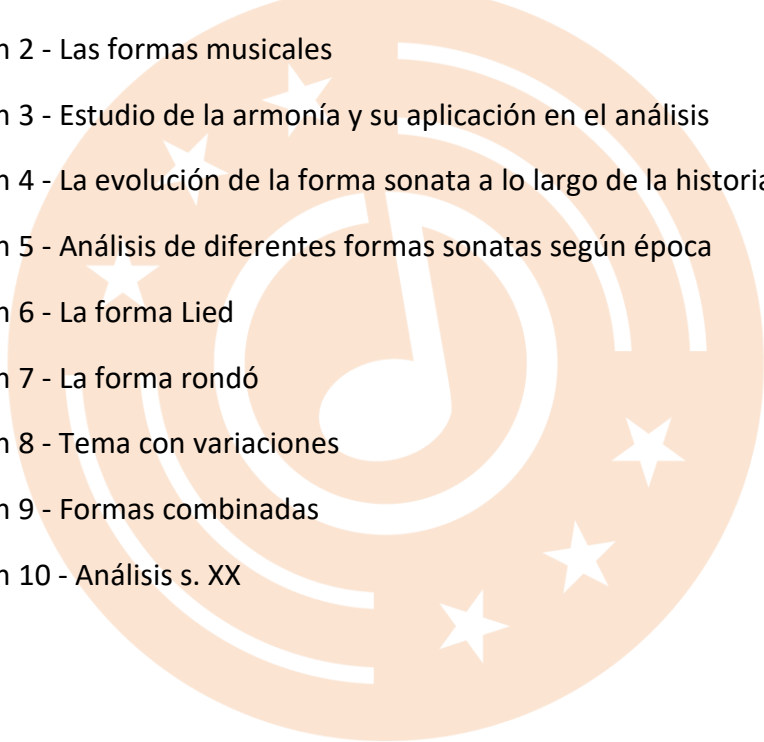 n 2 - Las formas musicales
n 3 - Estudio de la armonía y su aplicación en el análisis
n 4 - La evolución de la forma sonata a lo largo de la historia
n 5 - Análisis de diferentes formas sonatas según época
n 6 - La forma Lied
n 7 - La forma rondó
n 8 - Tema con variaciones
n 9 - Formas combinadas
n 10 - Análisis s. XX